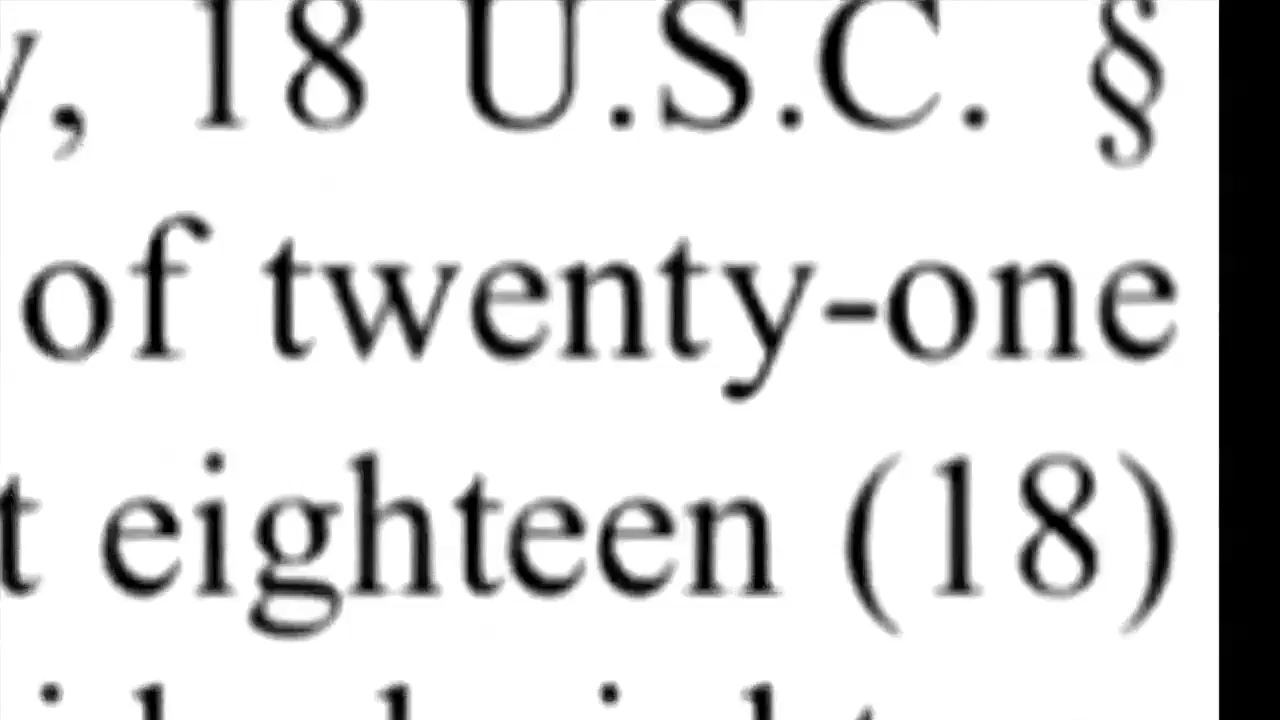 , 18 U.S.C. §
of twenty-one
t eighteen (18)